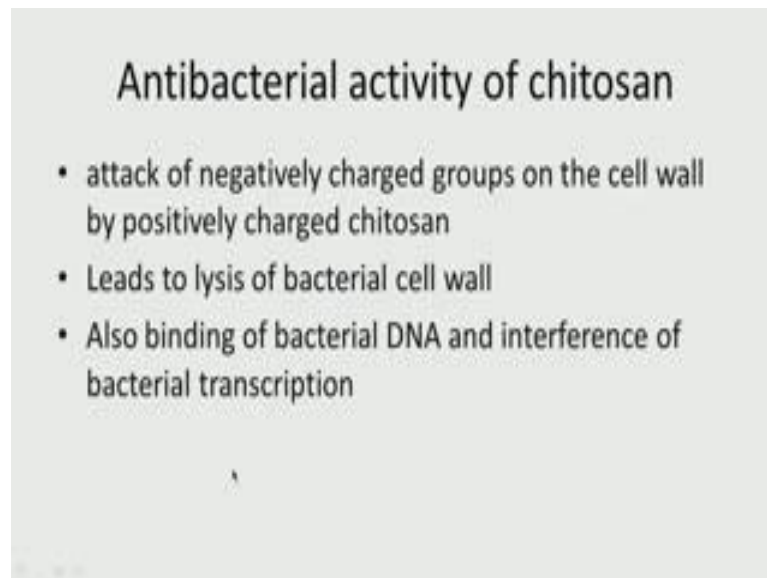 Antibacterial activity of chitosan
• attack of negatively charged groups on the cell wall
by positively charged chitosan
• Leads to lysis of bacterial cell wall
• Also binding of bacterial DNA and interference of
bacterial transcription